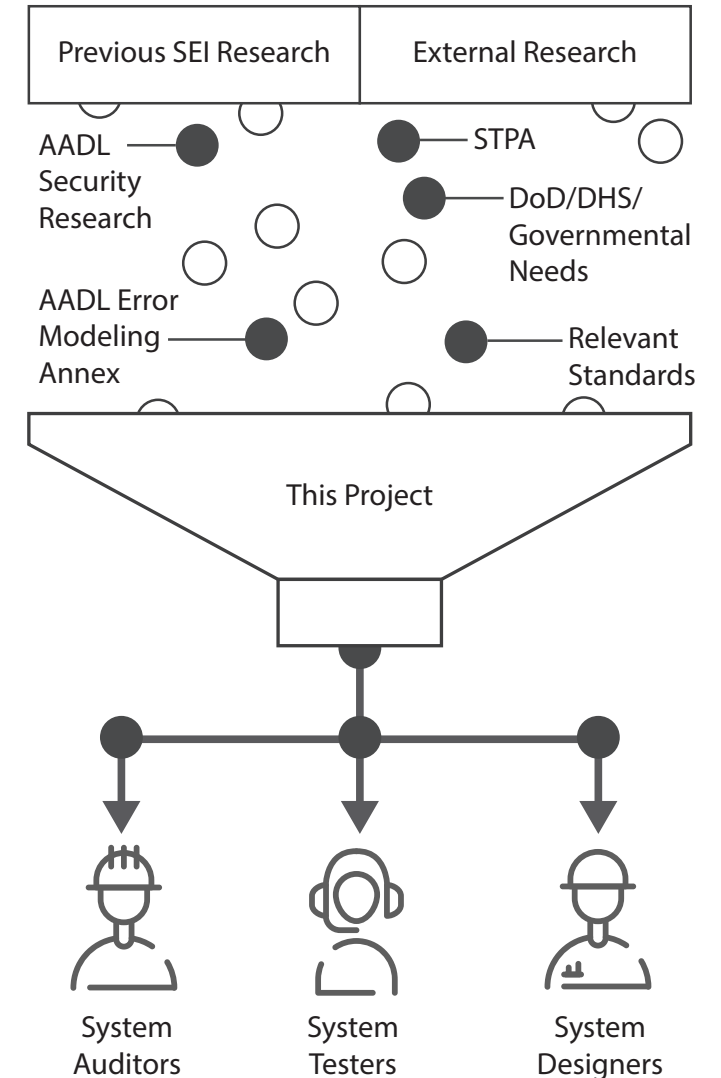 Previous SEI Research
External Research
AADL
Security
Research
STPA
DoD/DHS/
Governmental
Needs
AADL Error
Modeling
Annex
Relevant
Standards
This Project
System
Auditors
System
Testers
System
Designers